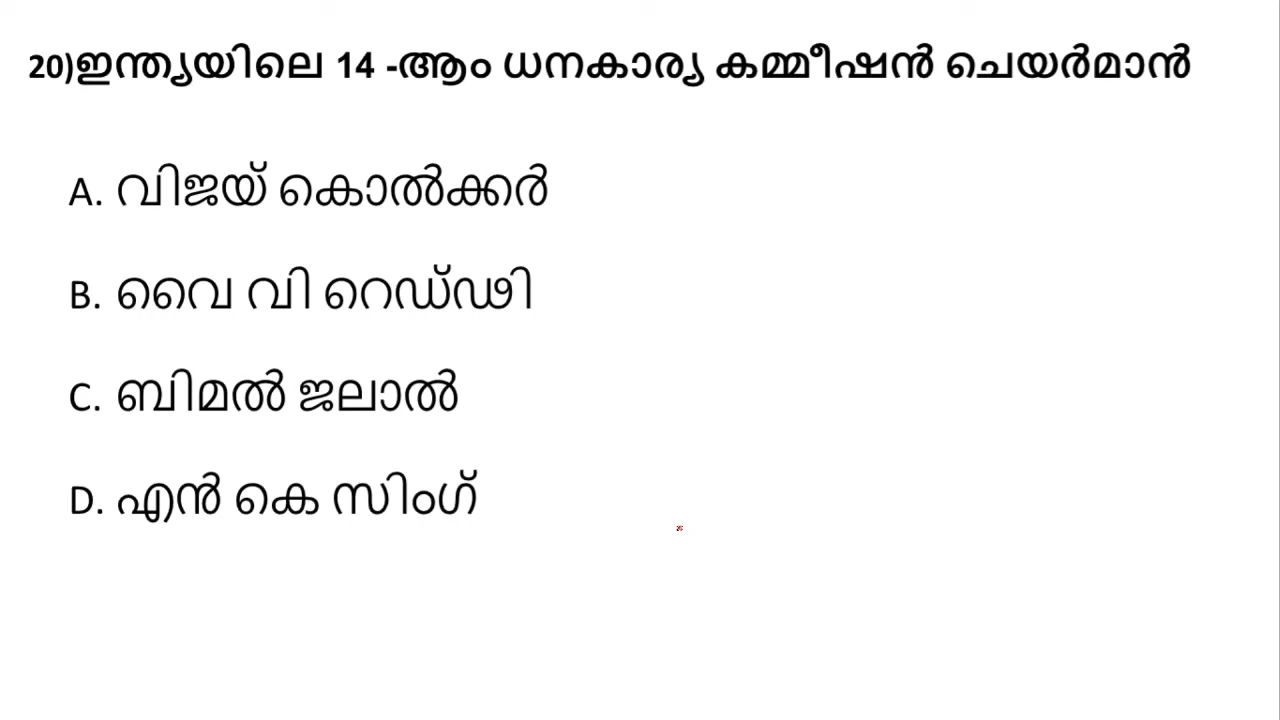 20)ഇന്ത്യയിലെ 14 -ആം ധനകാര്യ കമ്മീഷൻ ചെയർമാൻ
A. വിജയ് കൊൽക്കർ
B. വൈ വി റെഡ്ഢി
C. ബിമൽ ജലാൽ
D. എൻ കെ സിംഗ്